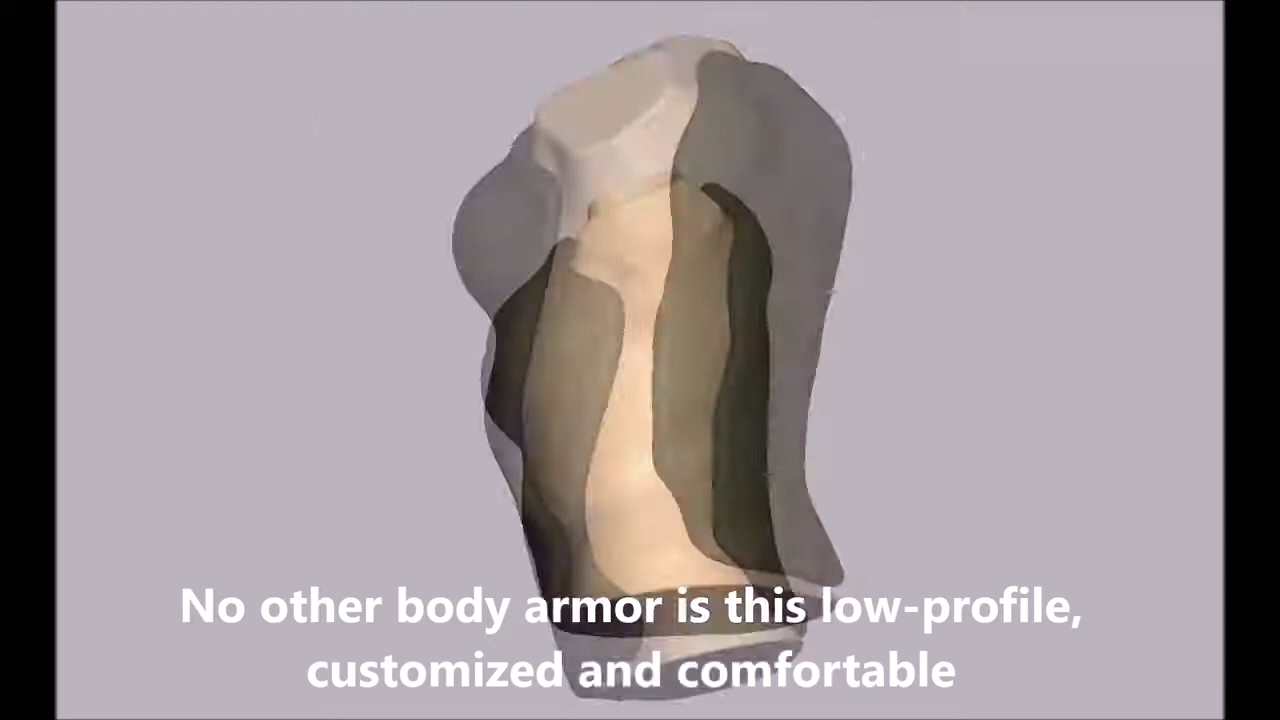 No other body armor is this low-profile,
customized and comfortable